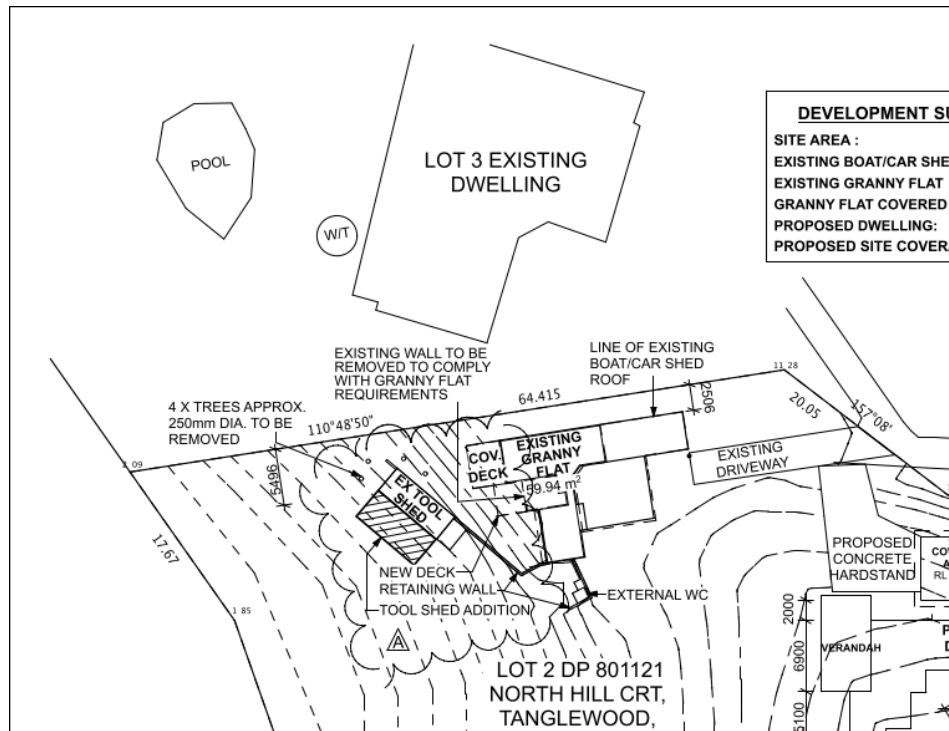 POOL
LOT 3 EXISTING
DWELLING
W/T
DEVELOPMENT
SITE AREA :
EXISTING BOAT/CAR
EXISTING GRANNY FLAT
GRANNY FLAT COVERED
PROPOSED DWELLING:
PROPOSED SITE
EXISTING WALL TO BE
REMOVED TO COMPLY
WITH GRANNY FLAT
REQUIREMENTS
LINE OF EXISTING
BOAT/CAR SHED
ROOF
11 28
4 X TREES APPROX.
250mm DIA. TO BE
REMOVED
110°48'50"
64.415
2506
20.05
157°08'
09
5496
COV.
DECK
EXISTING
GRANNY
FLAT
59.94 m²
EXISTING
DRIVEWAY
EX TOOL
SHED
17.67
PROPOSED
CONCRETE
HARDSTAND
RL
NEW DECK
RETAINING WALL
TOOL SHED ADDITION
EXTERNAL WC
1 85
A
2000
6900
VERANDAH
5100
LOT 2 DP 801121
NORTH HILL CRT,
TANGLEWOOD,